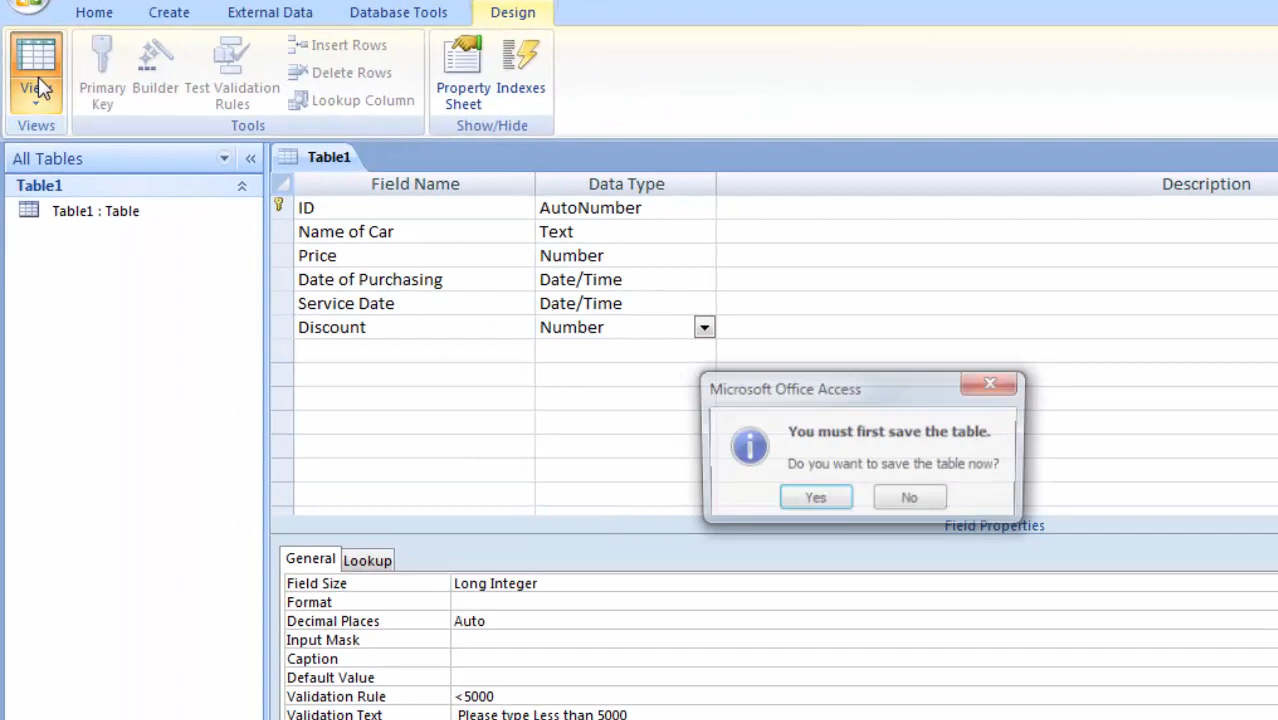 Home Create External Data Database Tools Design
Views Primary Key Builder Test Validation Rules Insert Rows Delete Rows Lookup Column Property Sheet Indexes
Views Tools Show/Hide
All Tables
Table1
Table1 : Table
Table1
Field Name Data Type Description
ID AutoNumber
Name of Car Text
Price Number
Date of Purchasing Date/Time
Service Date Date/Time
Discount Number
Microsoft Office Access
You must first save the table.
Do you want to save the table now?
Yes No
Field Properties
General Lookup
Field Size Long Integer
Format
Decimal Places Auto
Input Mask
Caption
Default Value
Validation Rule <5000
Validation Text Please type Less than 5000